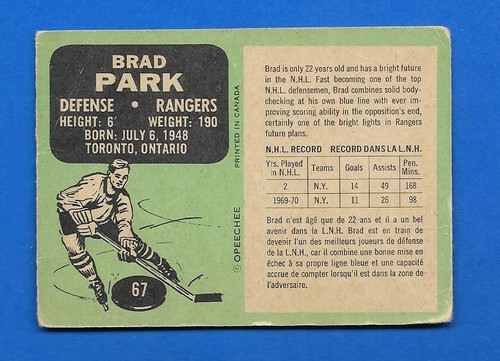 BRAD
PARK
DEFENSE • RANGERS
HEIGHT: 6' WEIGHT: 190
BORN: JULY 6, 1948
TORONTO, ONTARIO
67
© OPEECHEE PRINTED IN CANADA
Brad is only 22 years old and has a bright future
in the N.H.L. Fast becoming one of the top
N.H.L. defensemen, Brad combines solid body-
checking at his own blue line with ever im-
proving scoring ability in the opposition's end,
certainly one of the bright lights in Rangers
future plans.
N.H.L. RECORD RECORD DANS LA L.N.H.
Yrs. Played in N.H.L. Teams Goals Assists Pen. Mins.
2 N.Y. 14 49 168
1969-70 N.Y. 11 26 98
Brad n'est âgé que de 22 ans et il a un bel
avenir dans la L.N.H. Brad est en train de
devenir l'un des meilleurs joueurs de défense
de la L.N.H., car il combine une bonne mise en
échec à sa propre ligne bleue et une capacité
accrue de compter lorsqu'il est dans la zone de
l'adversaire.